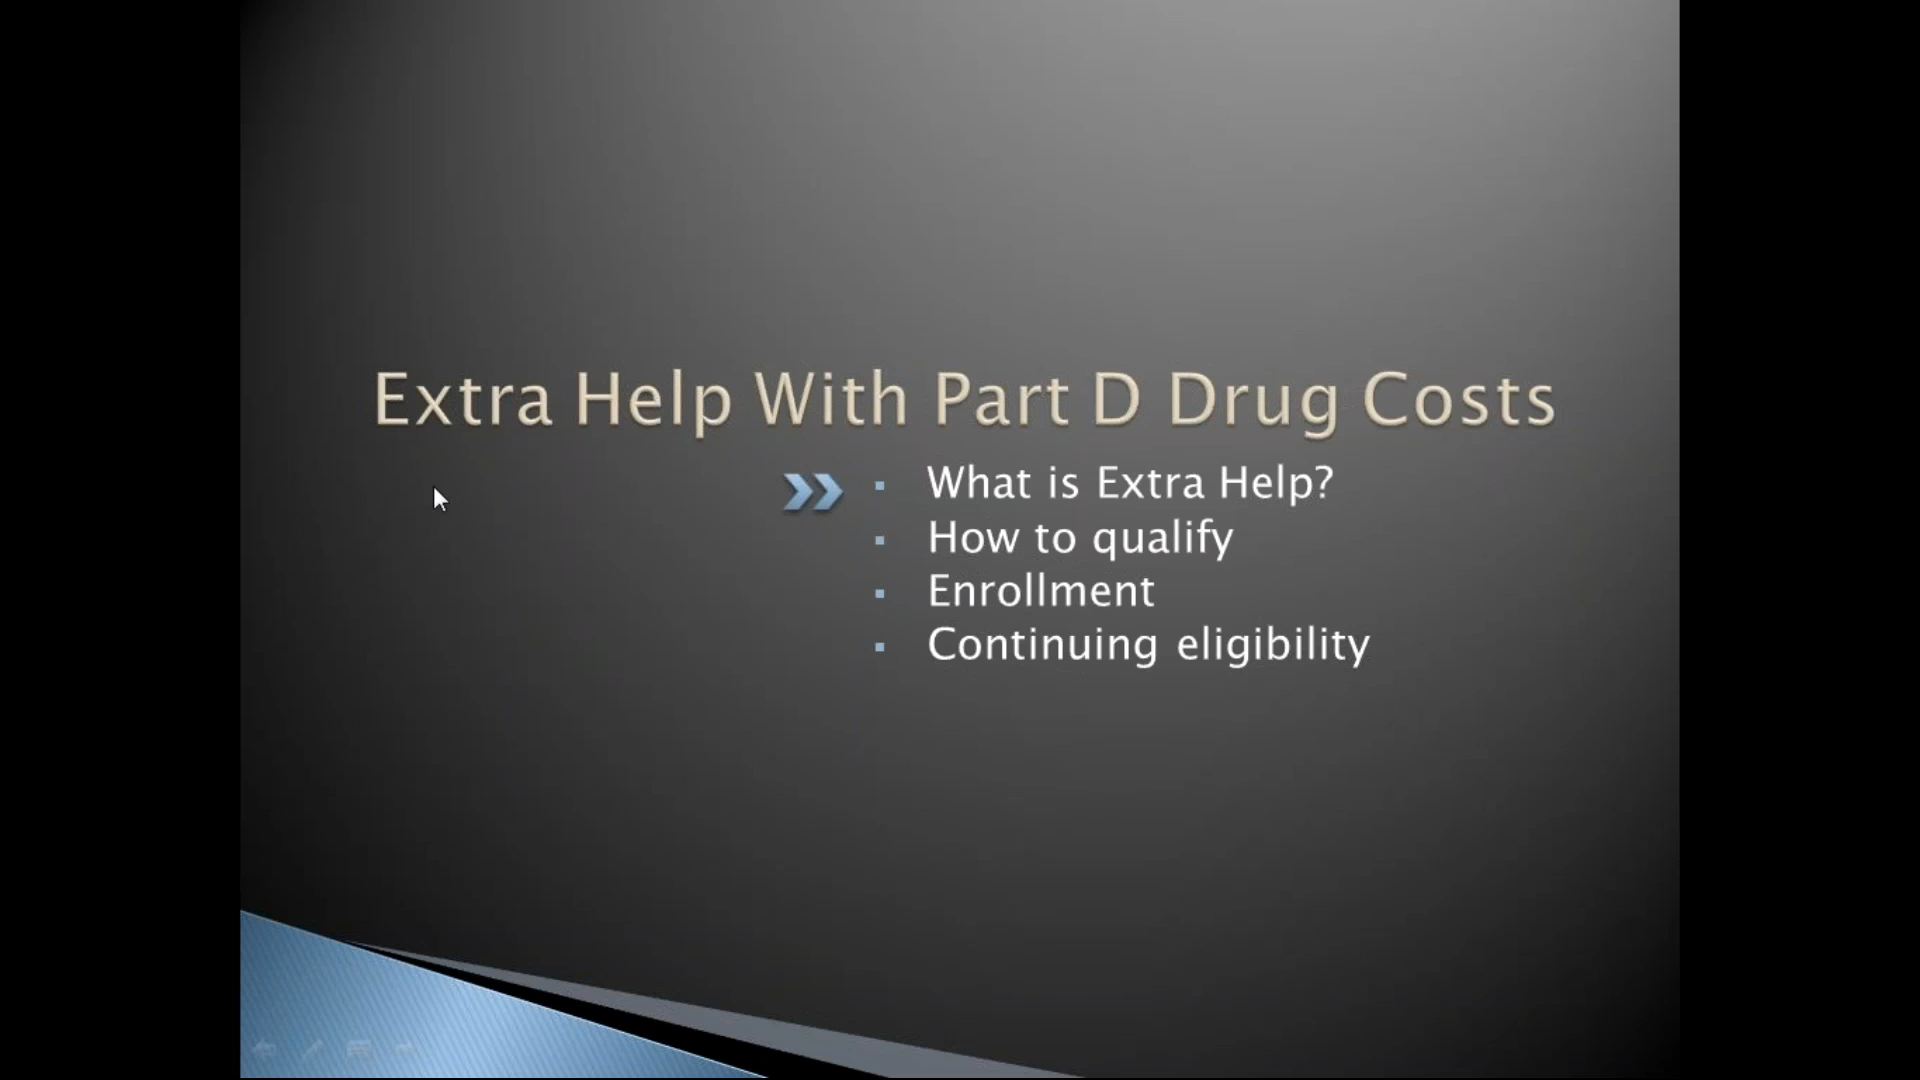 Extra Help With Part D Drug Costs
What is Extra Help?
How to qualify
Enrollment
Continuing eligibility